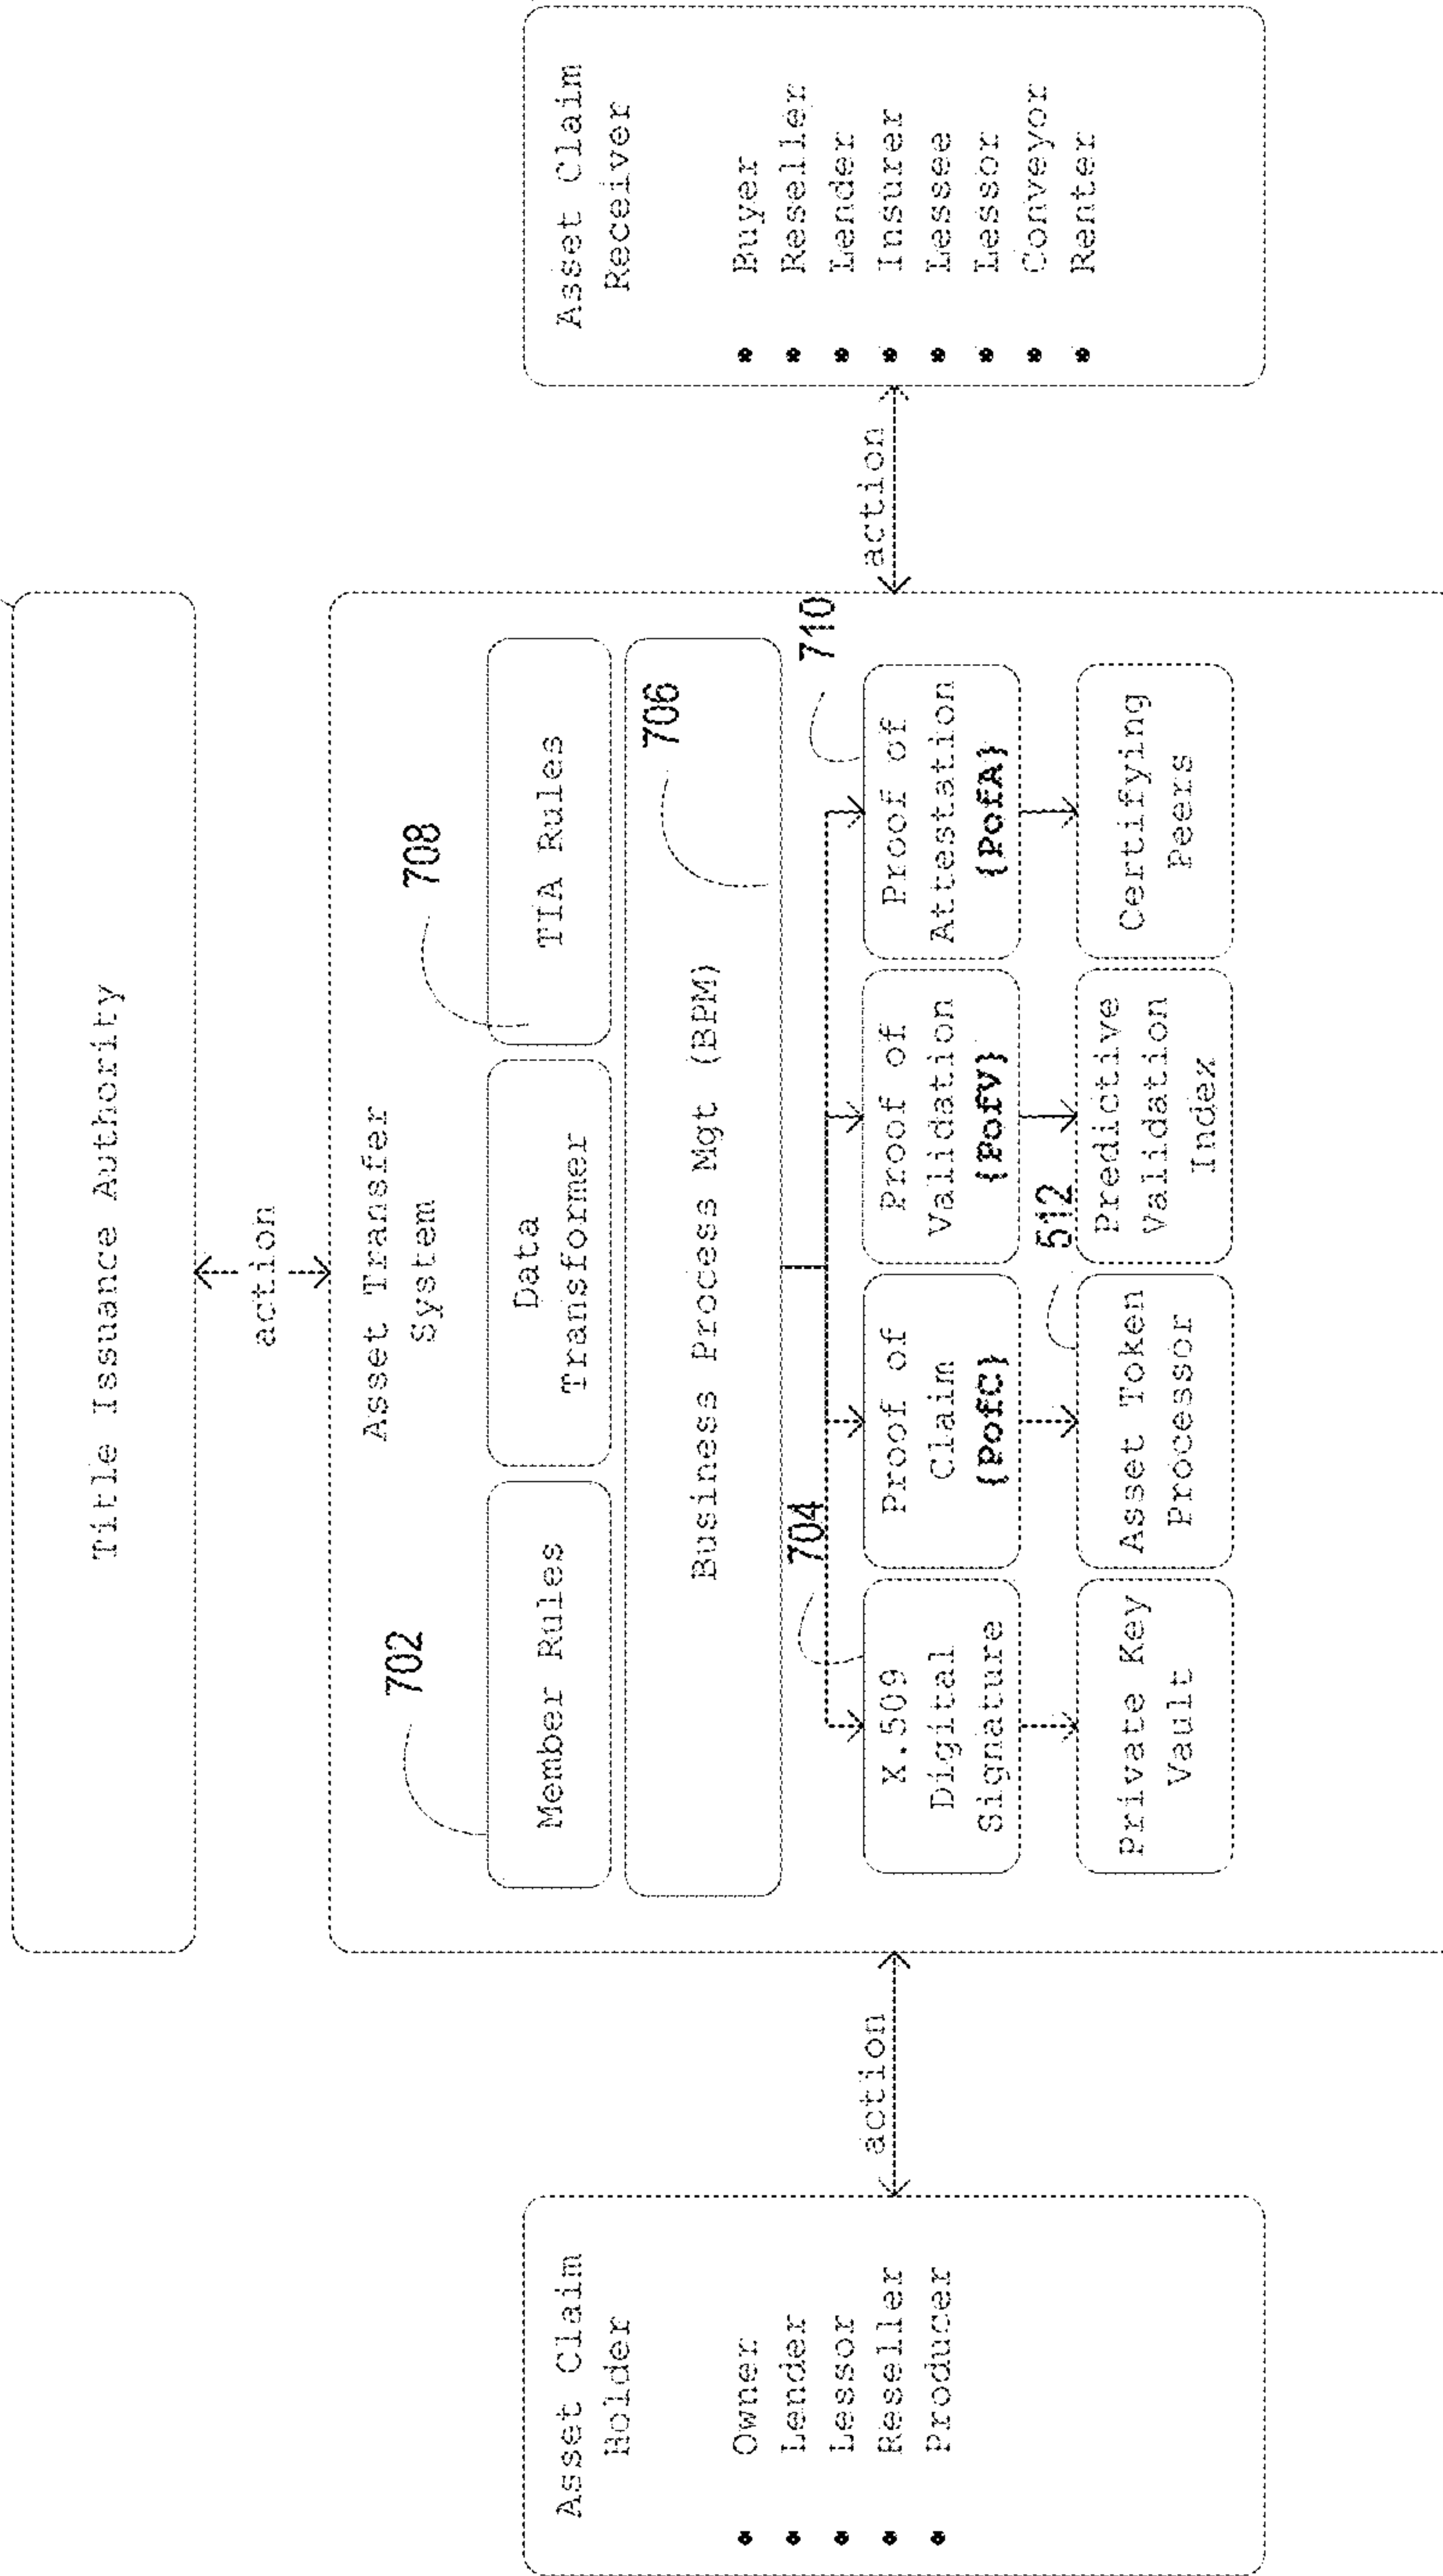 Title Issuance Authority
action
Asset Transfer
System
702
708
Member Rules
Data
Transformer
TIA Rules
706
Business Process Mgt (BPM)
704
710
X.509
Digital
Signature
Proof of
Claim
{PofC}
Proof of
Validation
{PofV}
Proof of
Attestation
{PofA}
512
Private Key
Vault
Asset Token
Processor
Predictive
Validation
Index
Certifying
Peers
Asset Claim
Holder
• Owner
• Lender
• Lessor
• Reseller
• Producer
action
action
Asset Claim
Receiver
• Buyer
• Reseller
• Lender
• Insurer
• Lessee
• Lessor
• Conveyor
• Renter